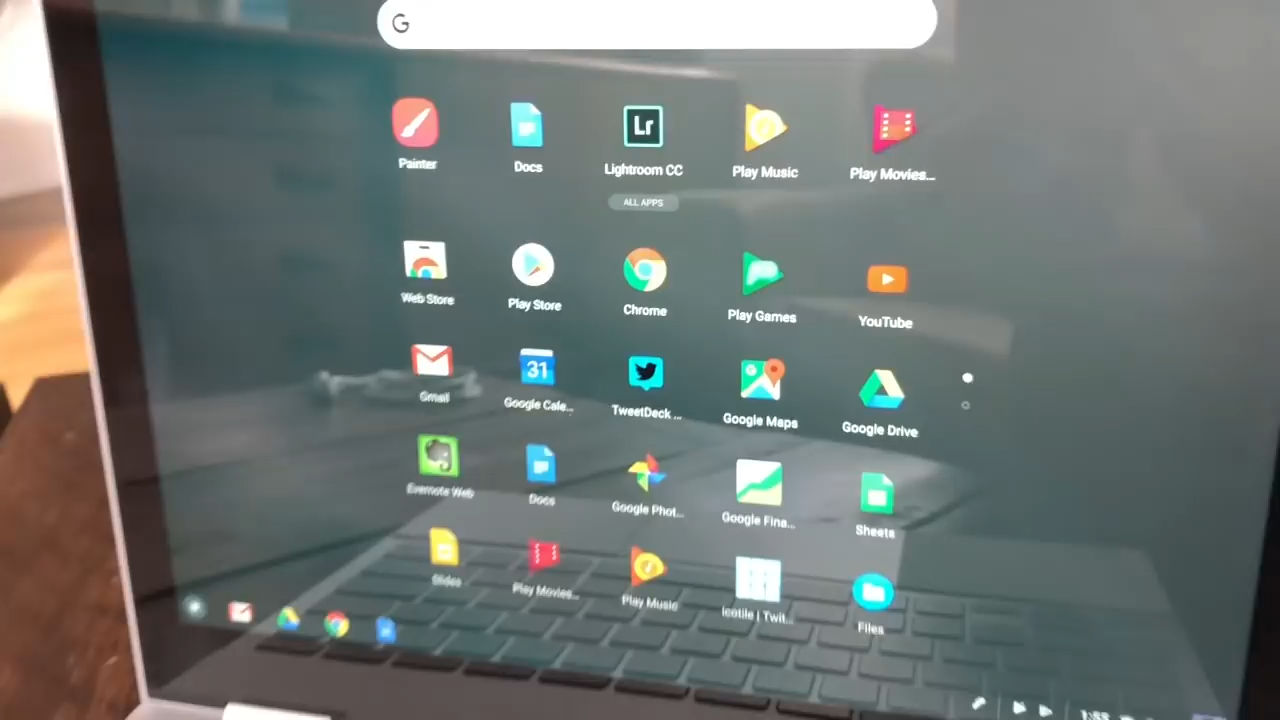 G
Painter Docs Lightroom CC Play Music Play Movies...
Lr
ALL APPS
Web Store Play Store Chrome Play Games YouTube
31
Gmail Google Cale... TweetDeck ... Google Maps Google Drive
G
Evernote Web Docs Google Phot... Google Fina... Sheets
Slides Play Movies... Play Music Icotile | Twit... Files